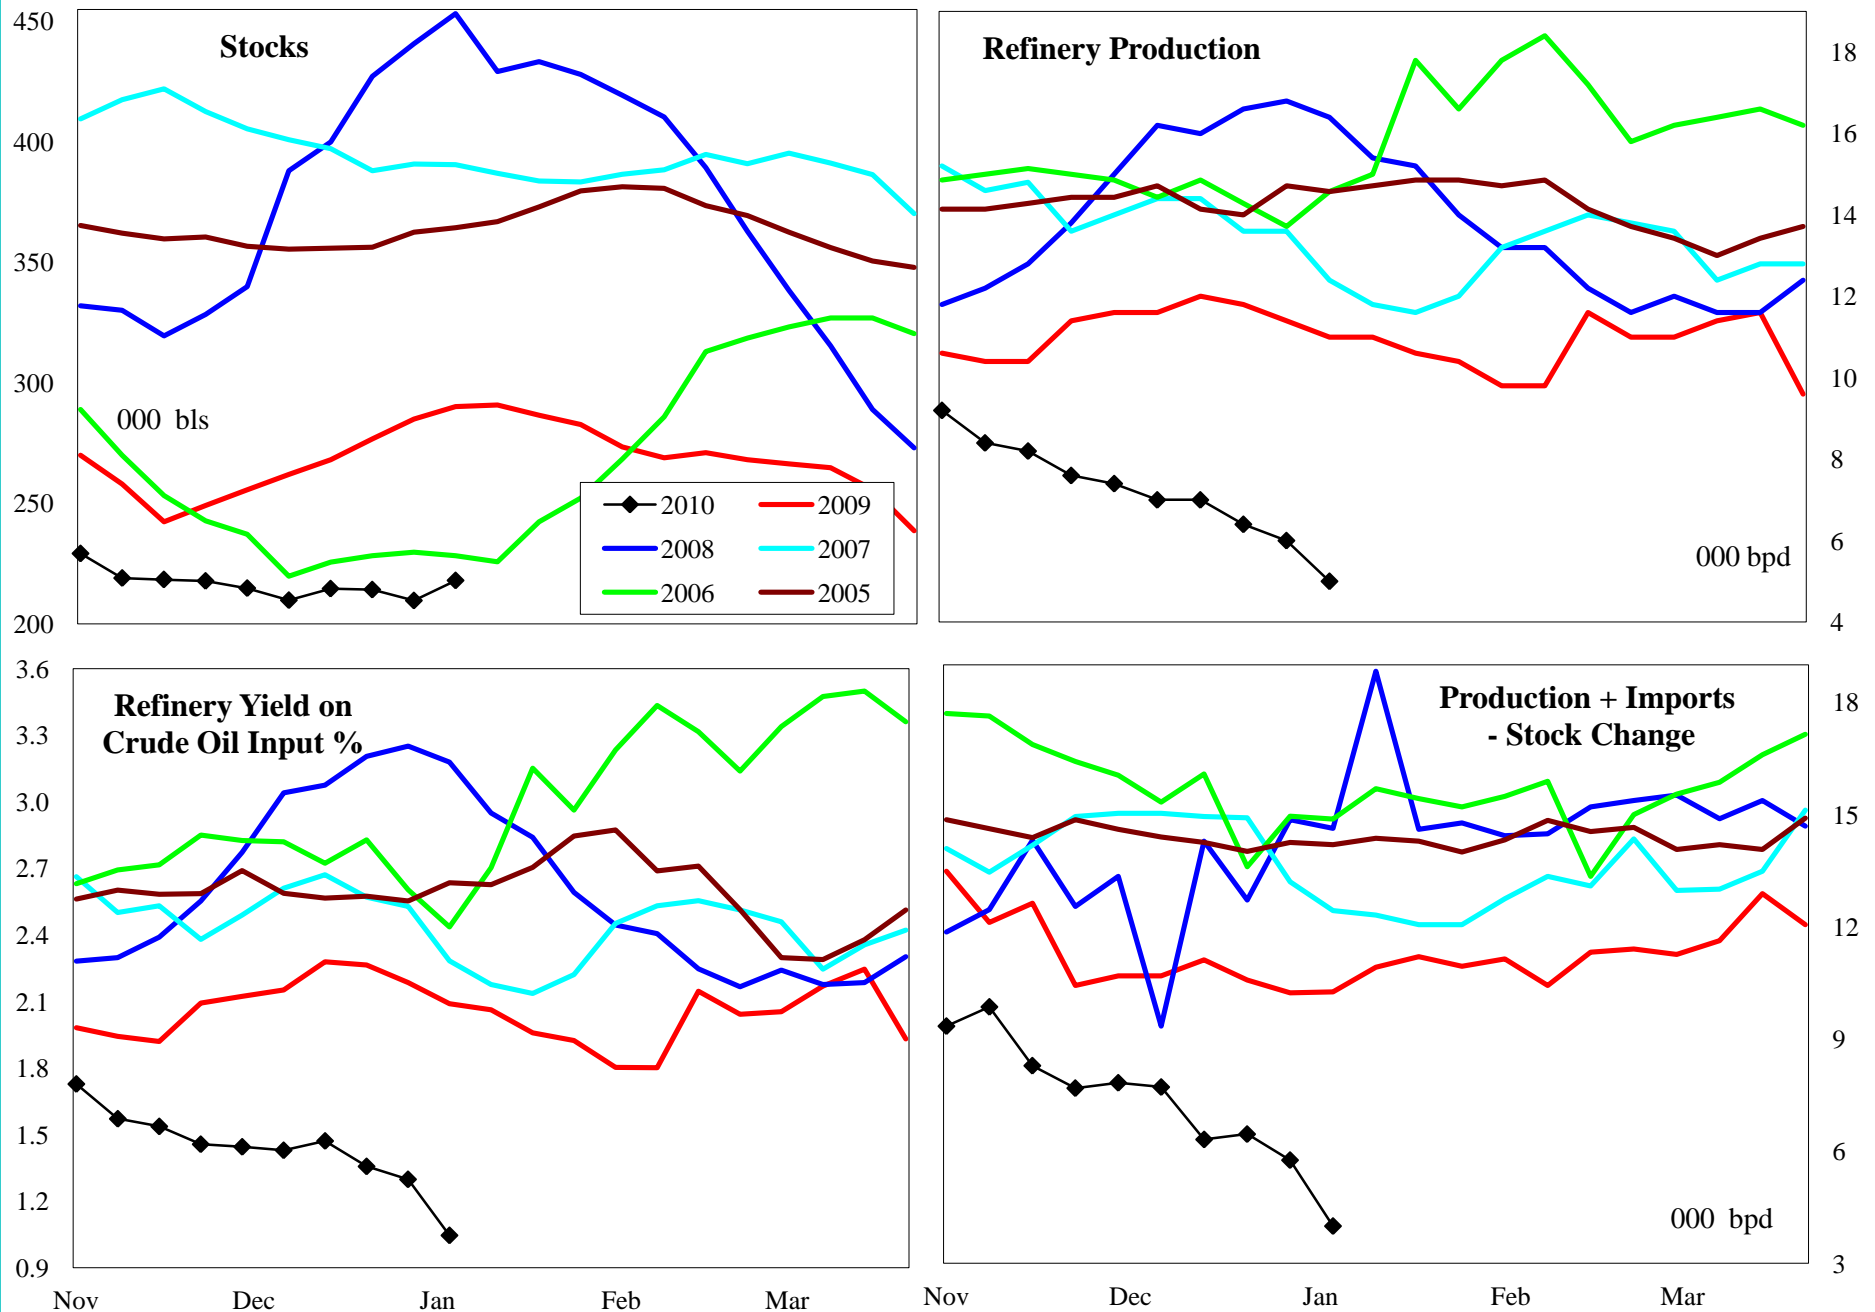 Stocks
450
400
350
300
250
200
000 bls
2010
2009
2008
2007
2006
2005
Refinery Production
18
16
14
12
10
8
6
4
000 bpd
Refinery Yield on
Crude Oil Input %
3.6
3.3
3.0
2.7
2.4
2.1
1.8
1.5
1.2
0.9
Nov
Dec
Jan
Feb
Mar
Production + Imports
- Stock Change
18
15
12
9
6
3
000 bpd
Nov
Dec
Jan
Feb
Mar